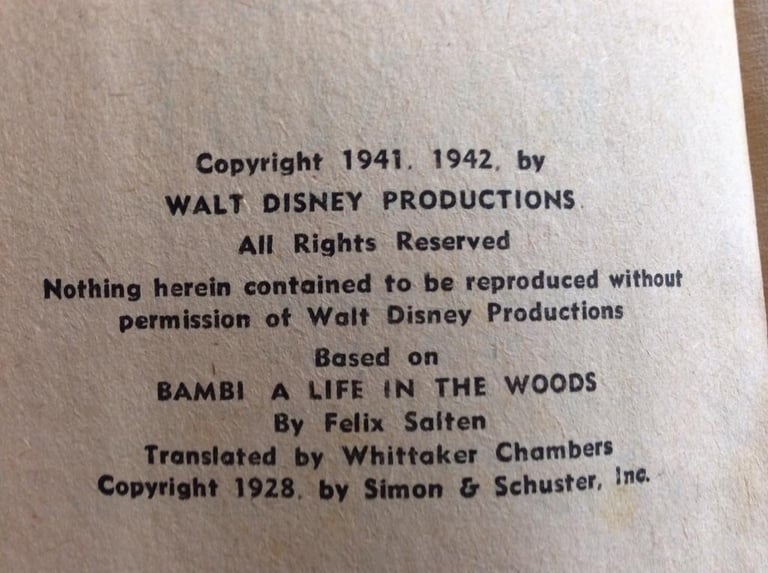 Copyright 1941, 1942, by
WALT DISNEY PRODUCTIONS
All Rights Reserved
Nothing herein contained to be reproduced without
permission of Walt Disney Productions
Based on
BAMBI A LIFE IN THE WOODS
By Felix Salten
Translated by Whittaker Chambers
Copyright 1928, by Simon & Schuster, Inc.